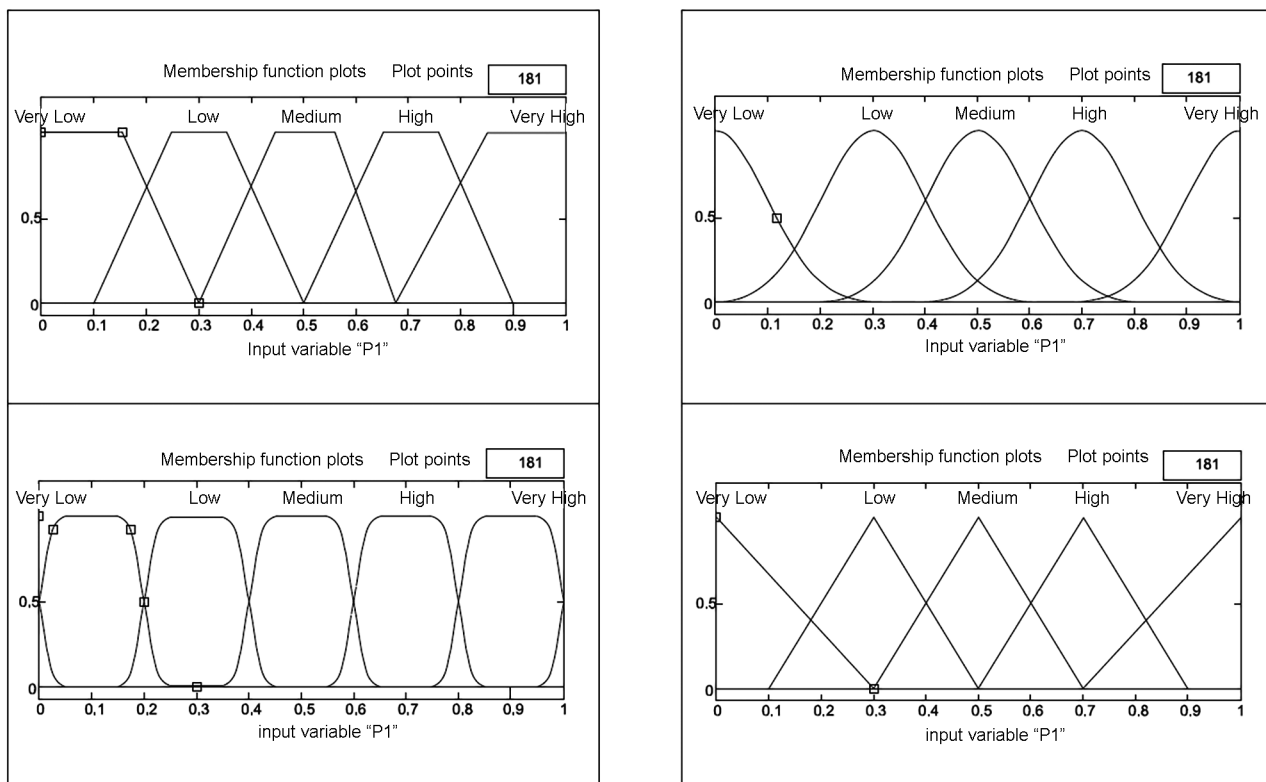 Membership function plots Plot points 181
Very Low Low Medium High Very High
0,5
0
0 0.1 0.2 0.3 0.4 0.5 0.6 0.7 0.8 0.9 1
Input variable “P1”
Membership function plots Plot points 181
Very Low Low Medium High Very High
0.5
0
0 0.1 0.2 0.3 0.4 0.5 0.6 0.7 0.8 0.9 1
Input variable “P1”
Membership function plots Plot points 181
Very Low Low Medium High Very High
0,5
0
0 0,1 0,2 0,3 0,4 0,5 0,6 0,7 0,8 0,9 1
input variable “P1”
Membership function plots Plot points 181
Very Low Low Medium High Very High
0.5
0
0 0.1 0.2 0.3 0.4 0.5 0.6 0.7 0.8 0.9 1
input variable “P1”